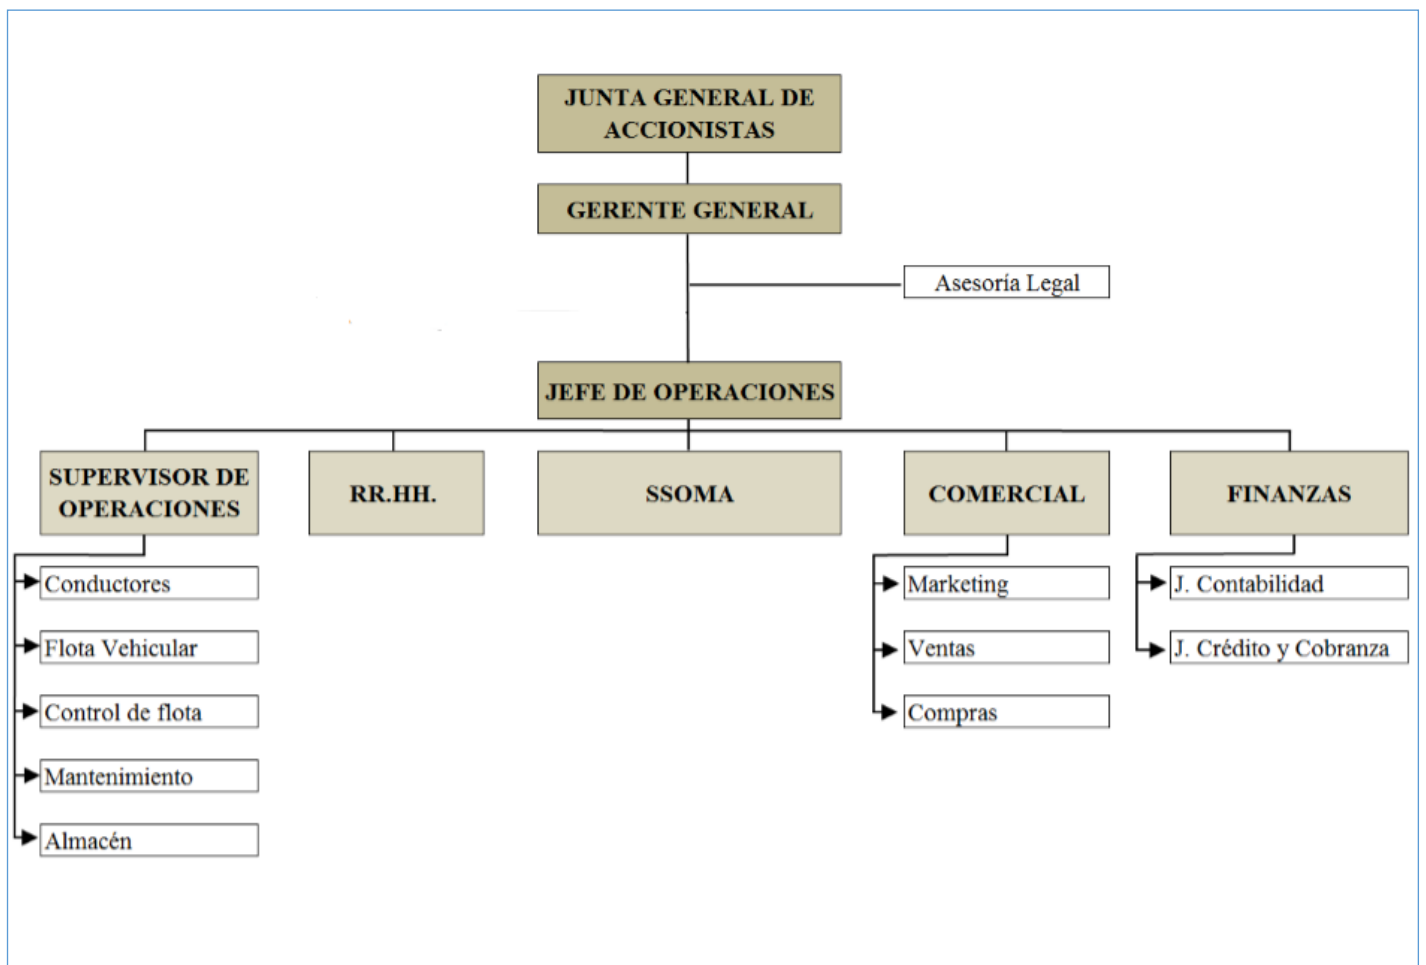 JUNTA GENERAL DE
ACCIONISTAS
GERENTE GENERAL
Asesoría Legal
JEFE DE OPERACIONES
SUPERVISOR DE
OPERACIONES
RR.HH.
SSOMA
COMERCIAL
FINANZAS
Conductores
Flota Vehicular
Control de flota
Mantenimiento
Almacén
Marketing
Ventas
Compras
J. Contabilidad
J. Crédito y Cobranza